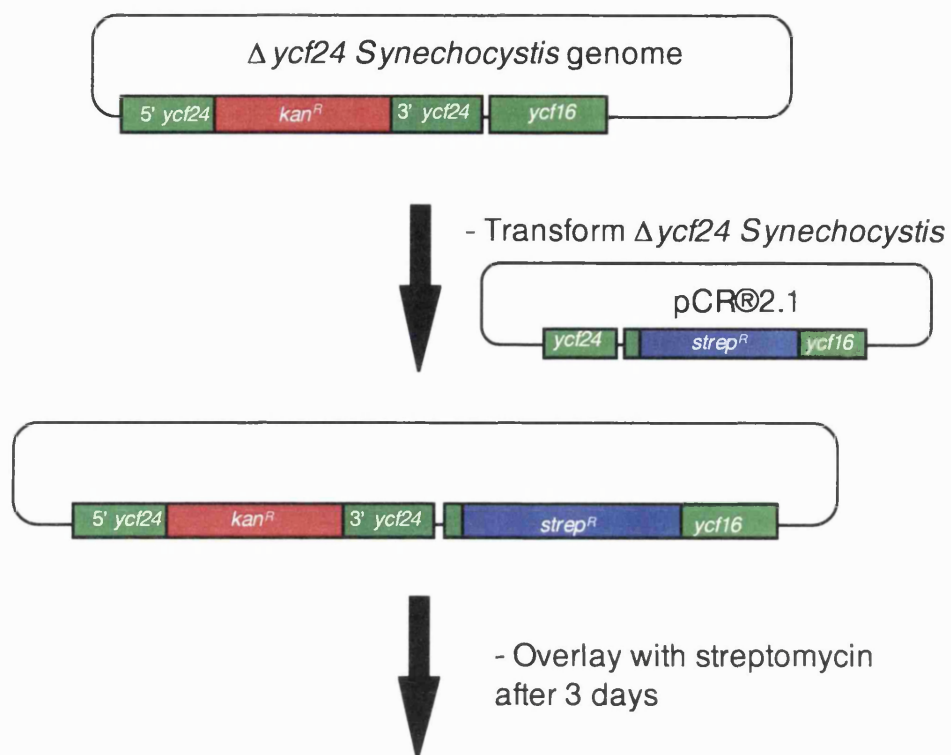 Δ ycf24 Synechocystis genome
5' ycf24 kanR 3' ycf24 ycf16
- Transform Δycf24 Synechocystis
pCR®2.1
ycf24 strepR ycf16
5' ycf24 kanR 3' ycf24 strepR ycf16
- Overlay with streptomycin
after 3 days